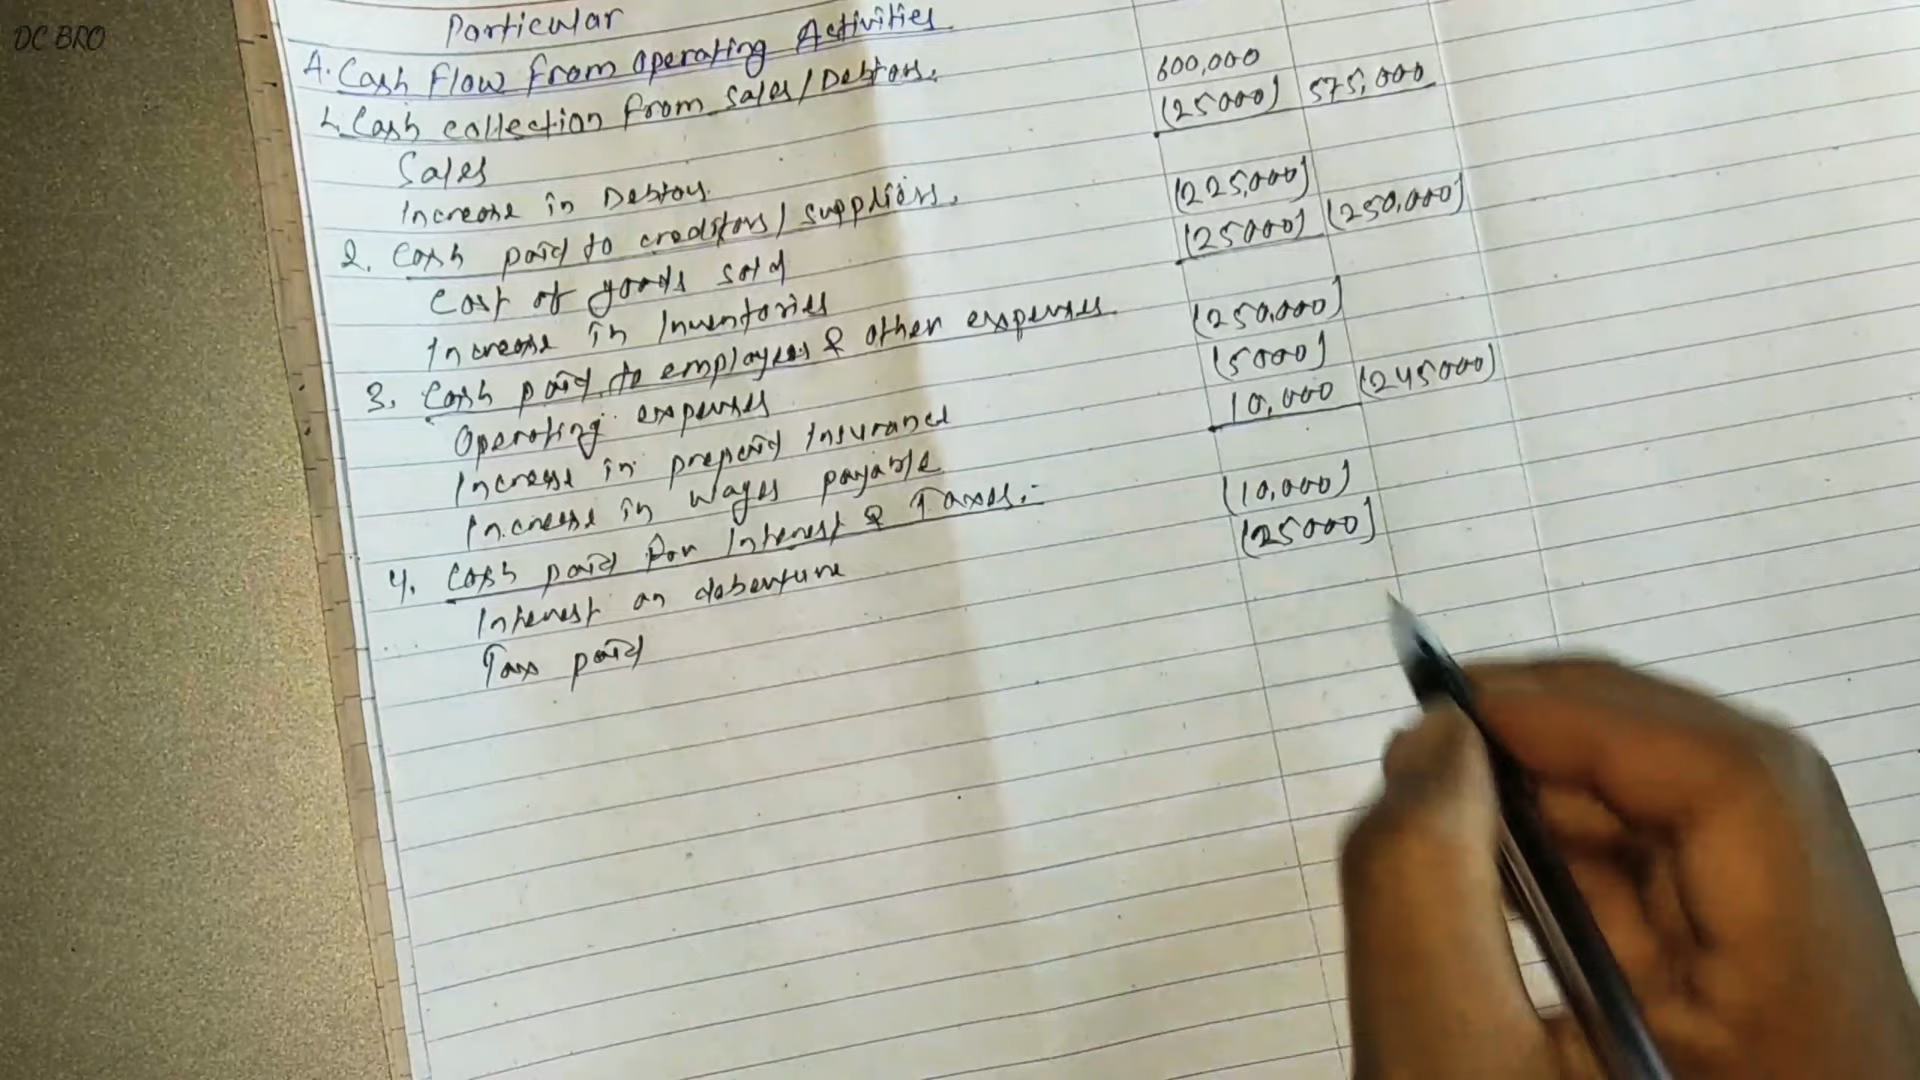 DC BRO
Particular
A. Cash Flow From Operating Activities
1. Cash collection from Sales/Debtors.
Sales 600,000
Increase in Debtors. (25000) 575,000
2. Cash paid to creditors/suppliers.
Cost of goods sold (225,000)
Increase in Inventories (25000) (250,000)
3. Cash paid to employees & other expenses
Operating expenses (250,000)
Increase in prepaid Insurance (5000)
Increase in wages payable 10,000 (245000)
4. Cash paid for Interest & Taxes:-
Interest on debenture (10,000)
Tax paid (25000)